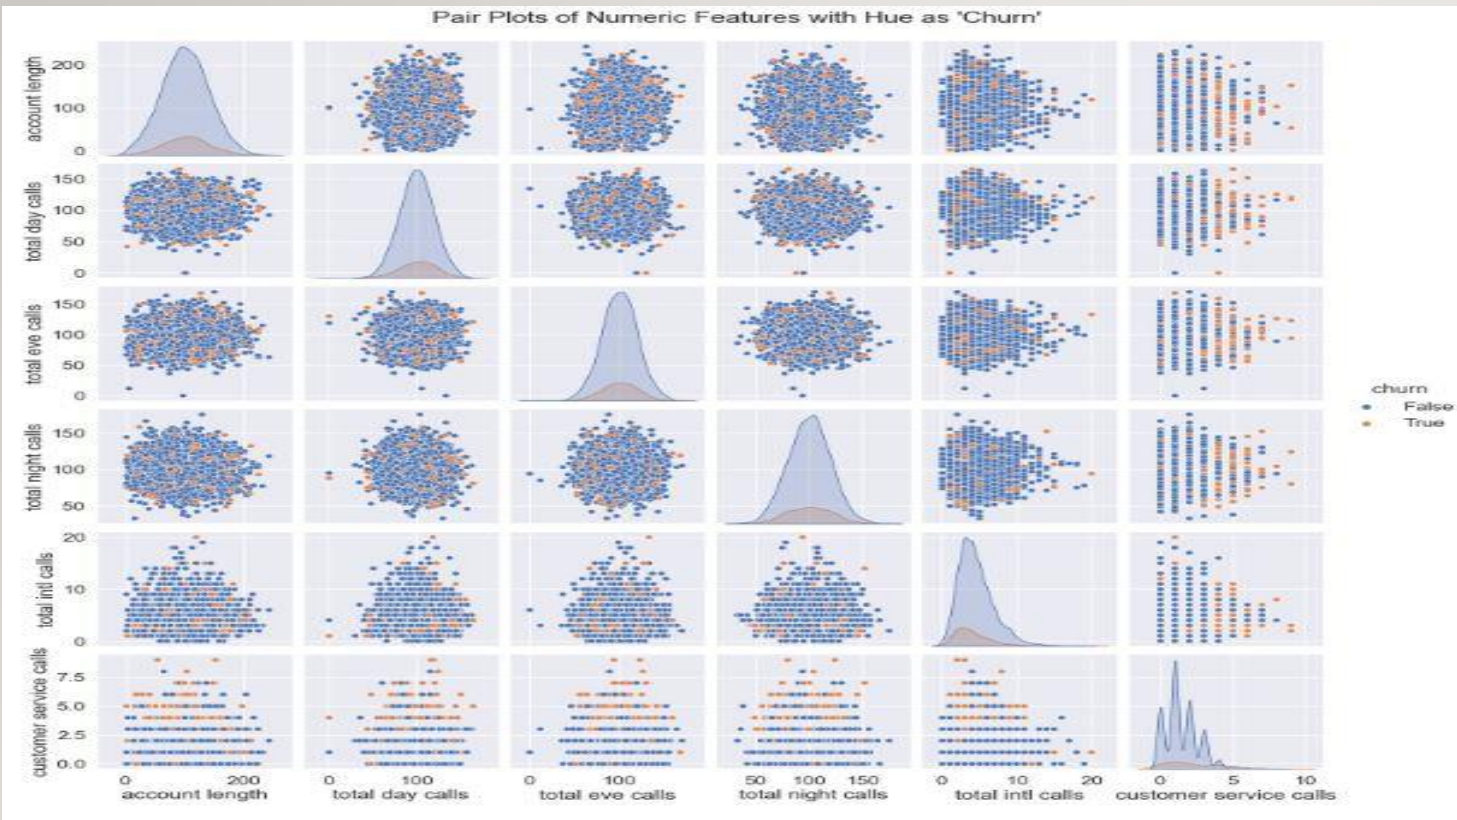 Pair Plots of Numeric Features with Hue as 'Churn'
account length
200
100
0
total day calls
150
100
50
0
total eve calls
150
100
50
0
total night calls
150
100
50
total intl calls
20
10
0
customer service calls
7.5
5.0
2.5
0.0
0 200
account length
0 100
total day calls
0 100
total eve calls
50 100 150
total night calls
0 10 20
total intl calls
0 5 10
customer service calls
churn
False
True